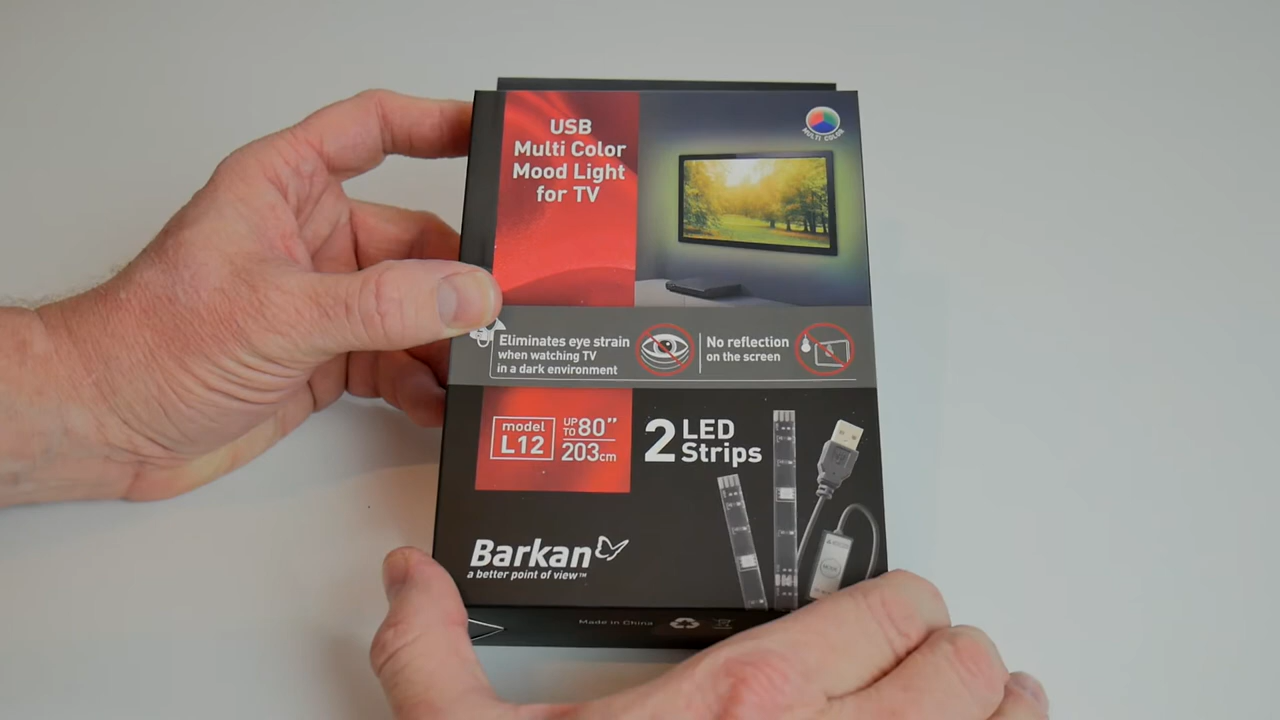 USB
Multi Color
Mood Light
for TV
MULTI COLOR
Eliminates eye strain
when watching TV
in a dark environment
No reflection
on the screen
model
L12
UP TO 80"
203cm
2 LED
Strips
Barkan
a better point of view™
Made in China